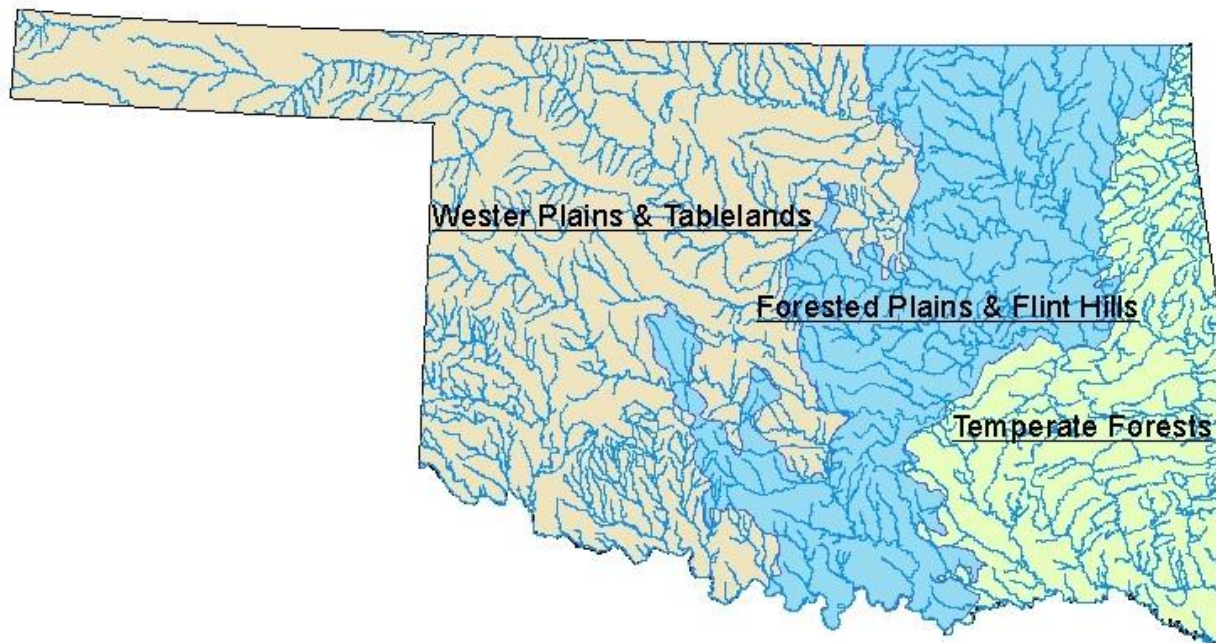 Wester Plains & Tablelands
Forested Plains & Flint Hills
Temperate Forests